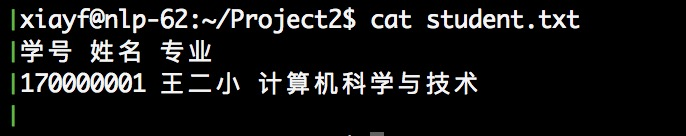 xiayf@nlp-62:~/Project2$ cat student.txt
学号 姓名 专业
170000001 王二小 计算机科学与技术